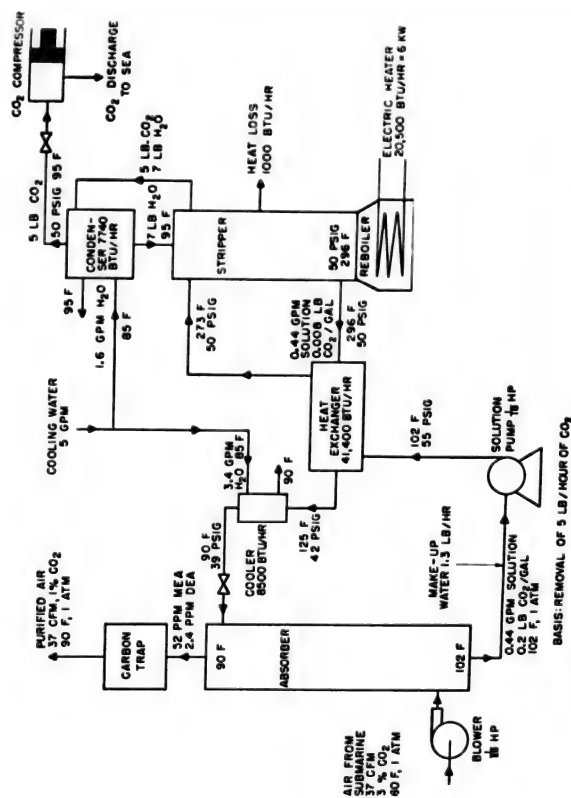 CO₂ COMPRESSOR
CO₂ DISCHARGE
TO SEA
5 LB CO₂
50 PSIG 95 F
5 LB. CO₂
7 LB H₂O
CONDEN-
SER 7740
BTU/HR
7 LB H₂O
95 F
95 F
1.6 GPM H₂O
85 F
HEAT LOSS
1000 BTU/HR
STRIPPER
50 PSIG
296 F
REBOILER
ELECTRIC HEATER
20,500 BTU/HR = 6 KW
273 F
50 PSIG
0.44 GPM
SOLUTION
0.008 LB
CO₂/GAL
296 F
50 PSIG
COOLING WATER
5 GPM
3.4 GPM
H₂O 85 F
90 F
HEAT
EXCHANGER
41,400 BTU/HR
102 F
55 PSIG
SOLUTION
PUMP HP
125 F
42 PSIG
COOLER
8500 BTU/HR
90 F
39 PSIG
PURIFIED AIR
37 CFM, 1% CO₂
90 F, 1 ATM
CARBON
TRAP
52 PPM MEA
2.4 PPM DEA
90 F
ABSORBER
102 F
MAKE-UP
WATER 1.3 LB/HR
0.44 GPM SOLUTION
0.2 LB CO₂/GAL
102 F, 1 ATM
AIR FROM
SUBMARINE
37 CFM
3 % CO₂
F, 1 ATM
BLOWER
HP
BASIS: REMOVAL OF 5 LB/HOUR OF CO₂